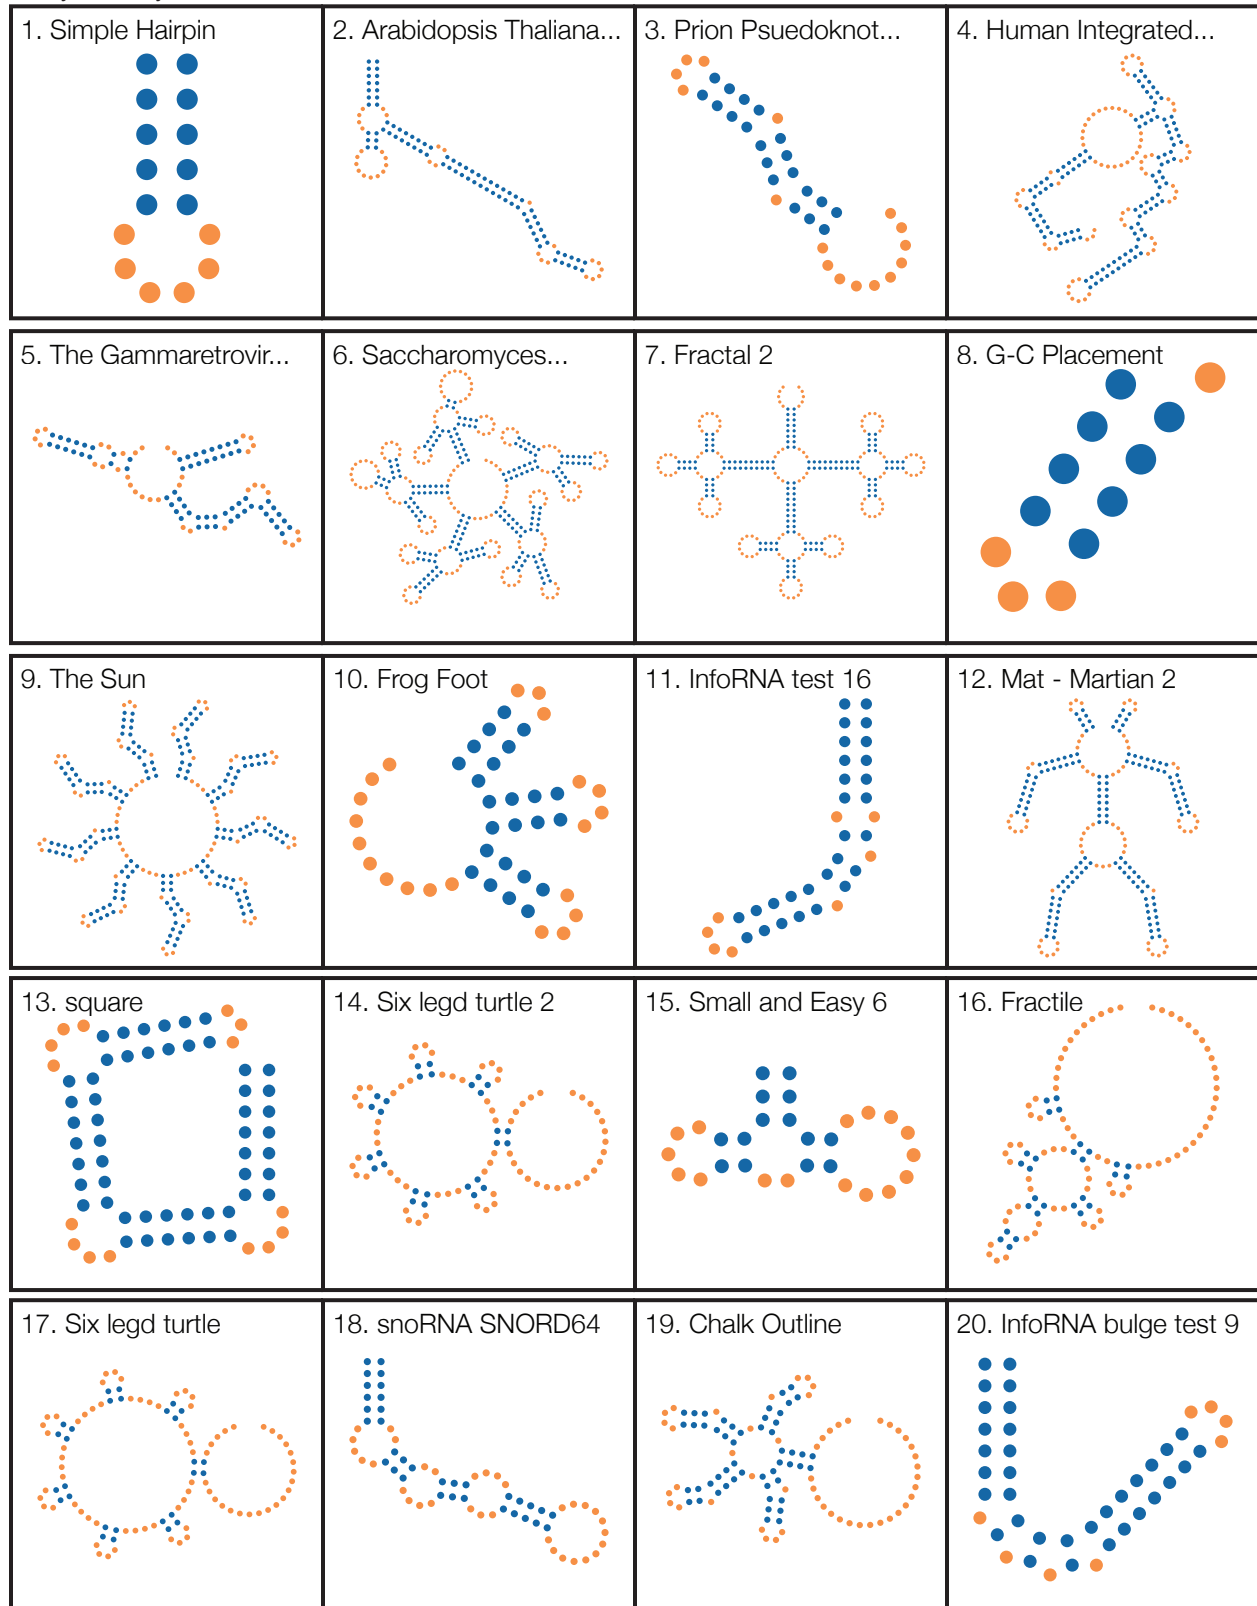 1. Simple Hairpin
2. Arabidopsis Thaliana...
3. Prion Psuedoknot...
4. Human Integrated...
5. The Gammaretrovir...
6. Saccharomyces...
7. Fractal 2
8. G-C Placement
9. The Sun
10. Frog Foot
11. InfoRNA test 16
12. Mat - Martian 2
13. square
14. Six legd turtle 2
15. Small and Easy 6
16. Fractile
17. Six legd turtle
18. snoRNA SNORD64
19. Chalk Outline
20. InfoRNA bulge test 9